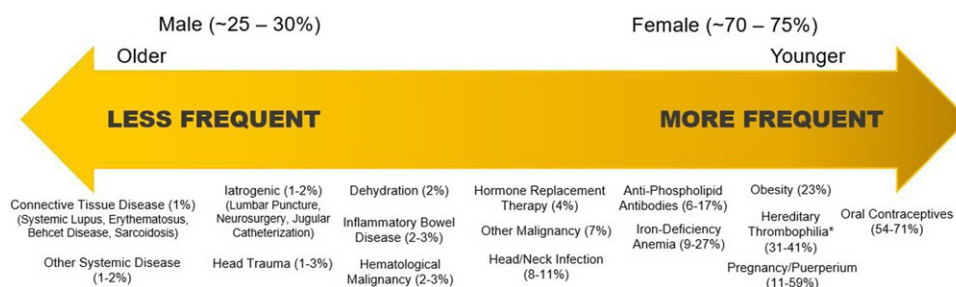 Male (~25 – 30%)
Female (~70 – 75%)
Older
Younger
LESS FREQUENT
MORE FREQUENT
Connective Tissue Disease (1%)
(Systemic Lupus, Erythematosus,
Behcet Disease, Sarcoidosis)
Other Systemic Disease
(1-2%)
Iatrogenic (1-2%)
(Lumbar Puncture,
Neurosurgery, Jugular
Catheterization)
Head Trauma (1-3%)
Dehydration (2%)
Inflammatory Bowel
Disease (2-3%)
Hematological
Malignancy (2-3%)
Hormone Replacement
Therapy (4%)
Other Malignancy (7%)
Head/Neck Infection
(8-11%)
Anti-Phospholipid
Antibodies (6-17%)
Iron-Deficiency
Anemia (9-27%)
Obesity (23%)
Hereditary
Thrombophilia*
(31-41%)
Pregnancy/Puerperium
(11-59%)
Oral Contraceptives
(54-71%)